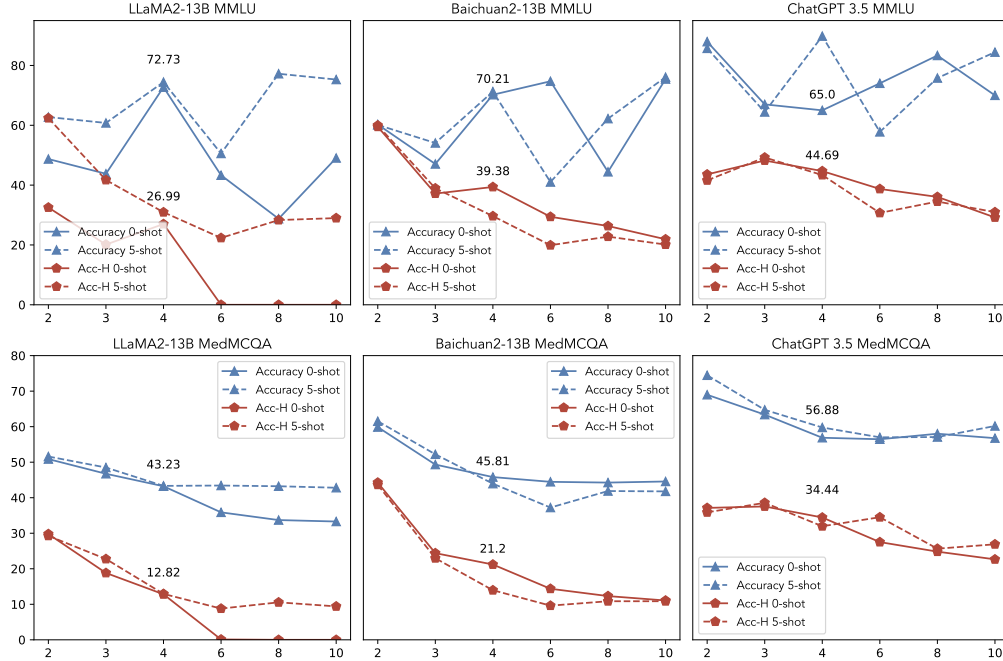 LLaMA2-13B MMLU
80
60
40
20
0
72.73
26.99
Accuracy 0-shot
Accuracy 5-shot
Acc-H 0-shot
Acc-H 5-shot
2 3 4 6 8 10
Baichuan2-13B MMLU
70.21
39.38
Accuracy 0-shot
Accuracy 5-shot
Acc-H 0-shot
Acc-H 5-shot
2 3 4 6 8 10
ChatGPT 3.5 MMLU
65.0
44.69
Accuracy 0-shot
Accuracy 5-shot
Acc-H 0-shot
Acc-H 5-shot
2 3 4 6 8 10
LLaMA2-13B MedMCQA
80
70
60
50
40
30
20
10
0
Accuracy 0-shot
Accuracy 5-shot
Acc-H 0-shot
Acc-H 5-shot
43.23
12.82
2 3 4 6 8 10
Baichuan2-13B MedMCQA
Accuracy 0-shot
Accuracy 5-shot
Acc-H 0-shot
Acc-H 5-shot
45.81
21.2
2 3 4 6 8 10
ChatGPT 3.5 MedMCQA
56.88
34.44
Accuracy 0-shot
Accuracy 5-shot
Acc-H 0-shot
Acc-H 5-shot
2 3 4 6 8 10